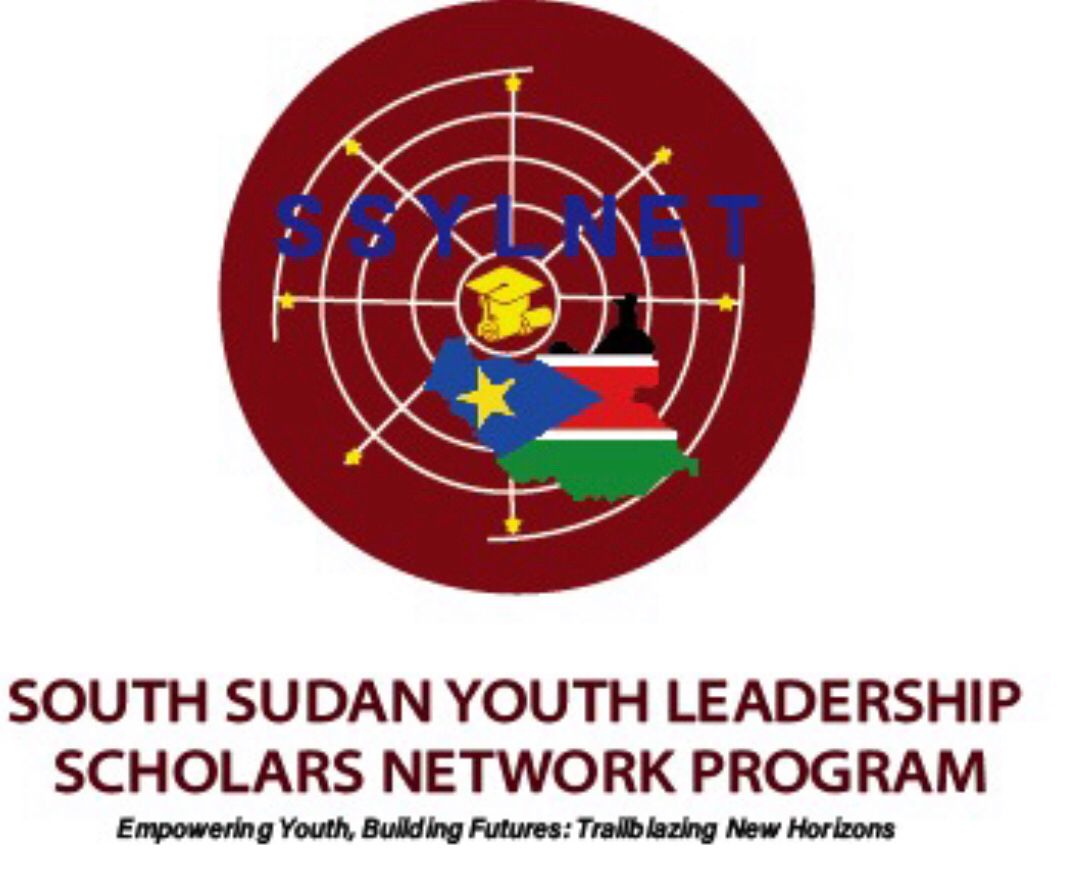 SSYLNET
SOUTH SUDAN YOUTH LEADERSHIP
SCHOLARS NETWORK PROGRAM
Empowering Youth, Building Futures: Trailblazing New Horizons